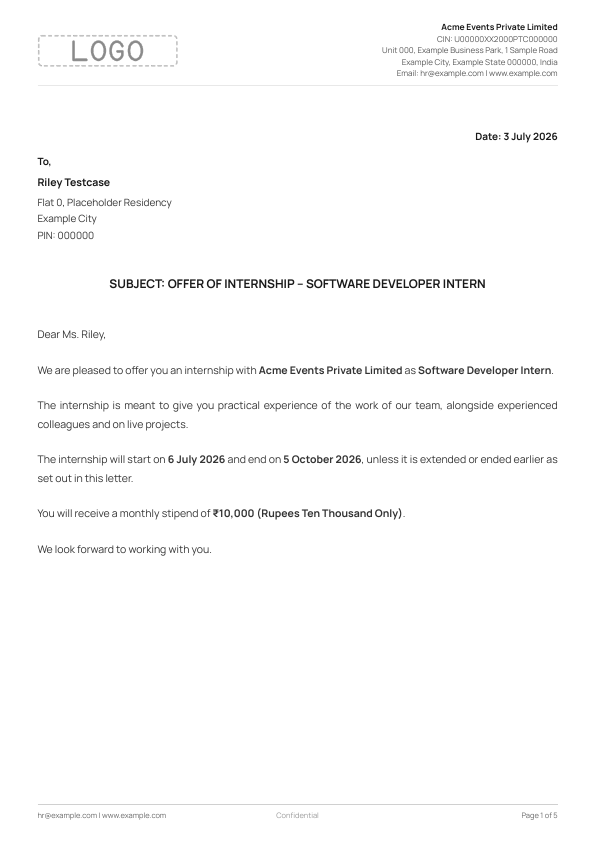 LOGO
Acme Events Private Limited
CIN: U00000XX2000PTC000000
Unit 000, Example Business Park, 1 Sample Road
Example City, Example State 000000, India
Email: hr@example.com | www.example.com
Date: 3 July 2026
To,
Riley Testcase
Flat 0, Placeholder Residency
Example City
PIN: 000000
SUBJECT: OFFER OF INTERNSHIP – SOFTWARE DEVELOPER INTERN
Dear Ms. Riley,
We are pleased to offer you an internship with Acme Events Private Limited as Software Developer Intern.
The internship is meant to give you practical experience of the work of our team, alongside experienced
colleagues and on live projects.
The internship will start on 6 July 2026 and end on 5 October 2026, unless it is extended or ended earlier as
set out in this letter.
You will receive a monthly stipend of ₹10,000 (Rupees Ten Thousand Only).
We look forward to working with you.
hr@example.com | www.example.com Confidential Page 1 of 5